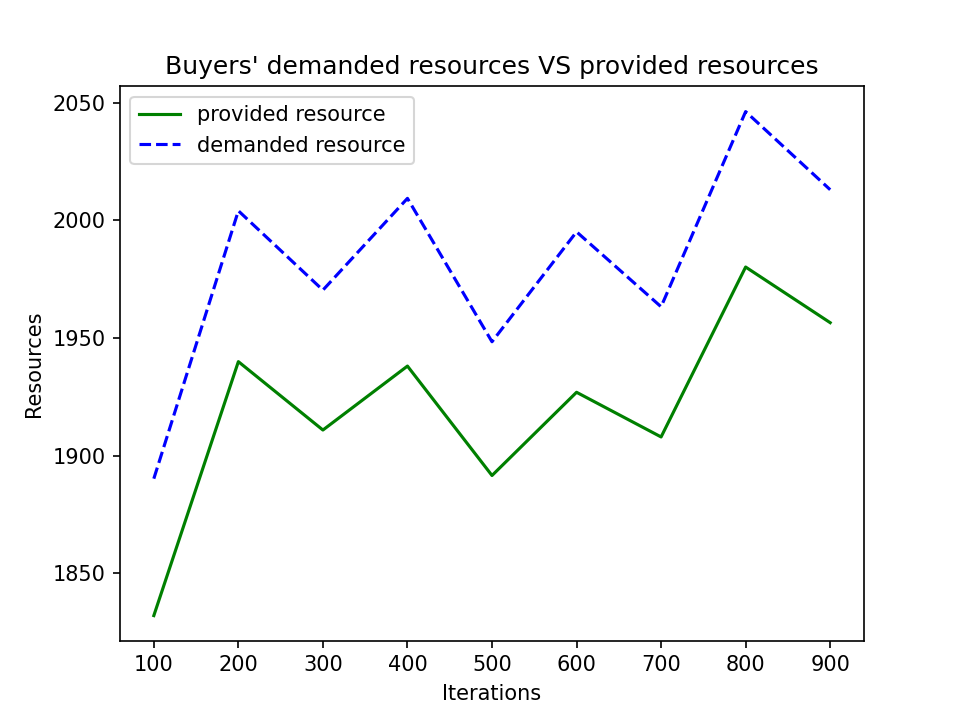 Buyers' demanded resources VS provided resources
provided resource
demanded resource
2050
2000
1950
1900
1850
Resources
100 200 300 400 500 600 700 800 900
Iterations